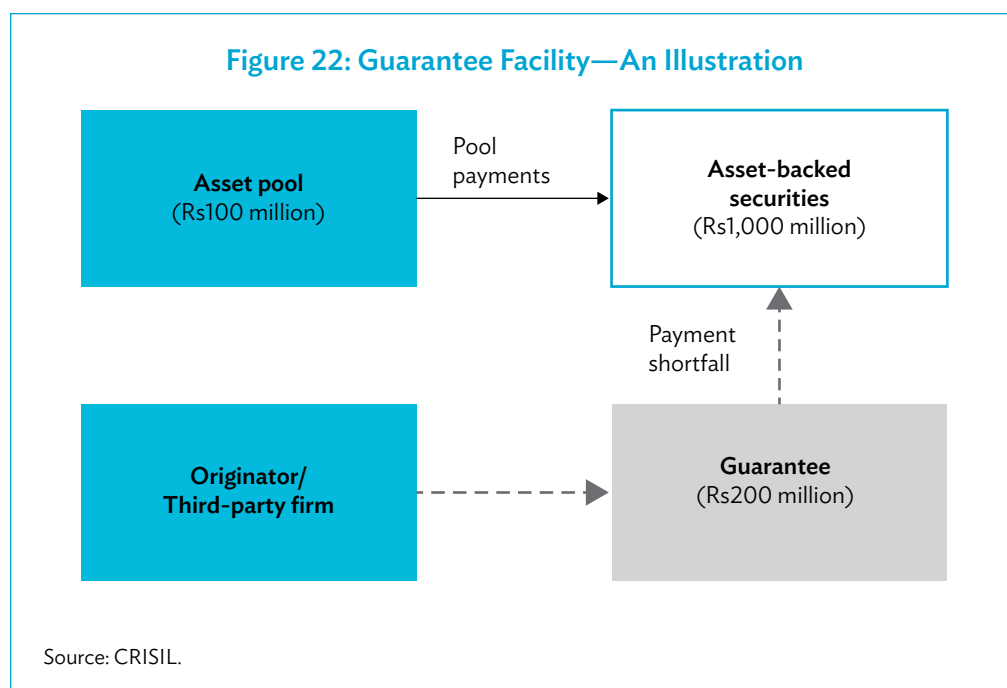 Figure 22: Guarantee Facility—An Illustration
Asset pool
(Rs100 million)
Pool
payments
Asset-backed
securities
(Rs1,000 million)
Payment
shortfall
Originator/
Third-party firm
Guarantee
(Rs200 million)
Source: CRISIL.